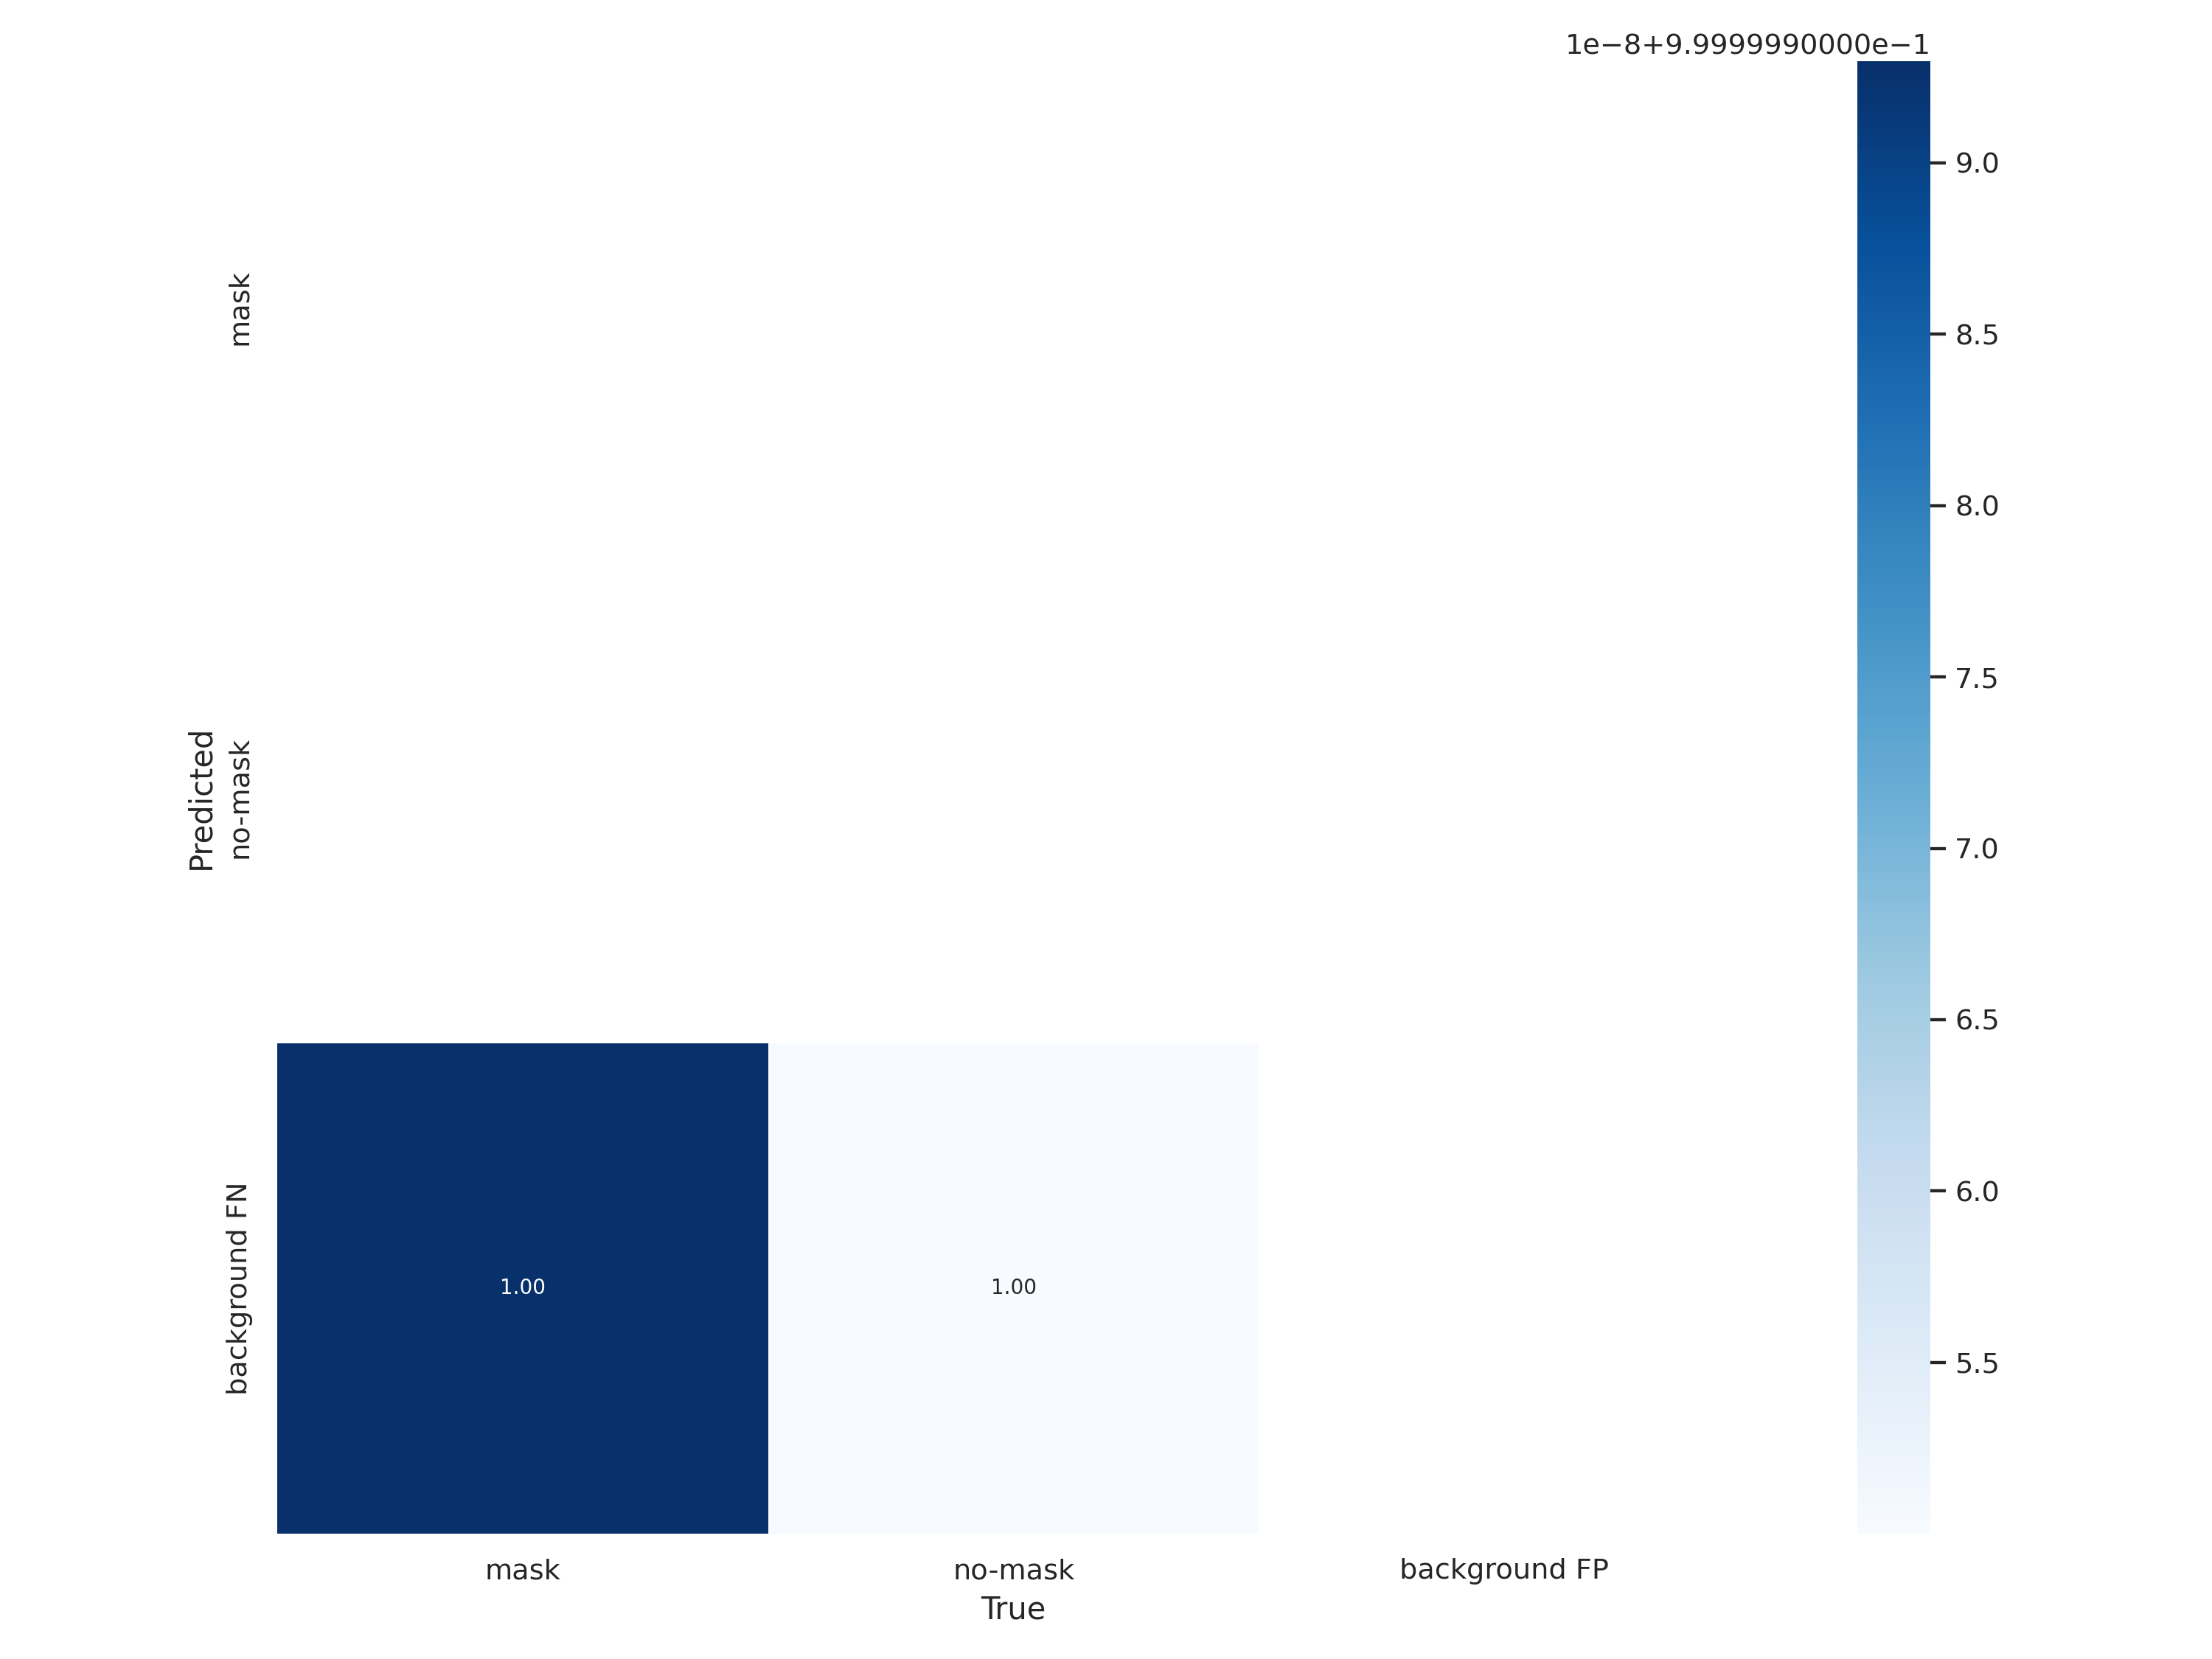 1e−8+9.9999990000e−1
9.0
8.5
8.0
7.5
7.0
6.5
6.0
5.5
Predicted
mask
no-mask
background FN
1.00
1.00
mask
no-mask
background FP
True